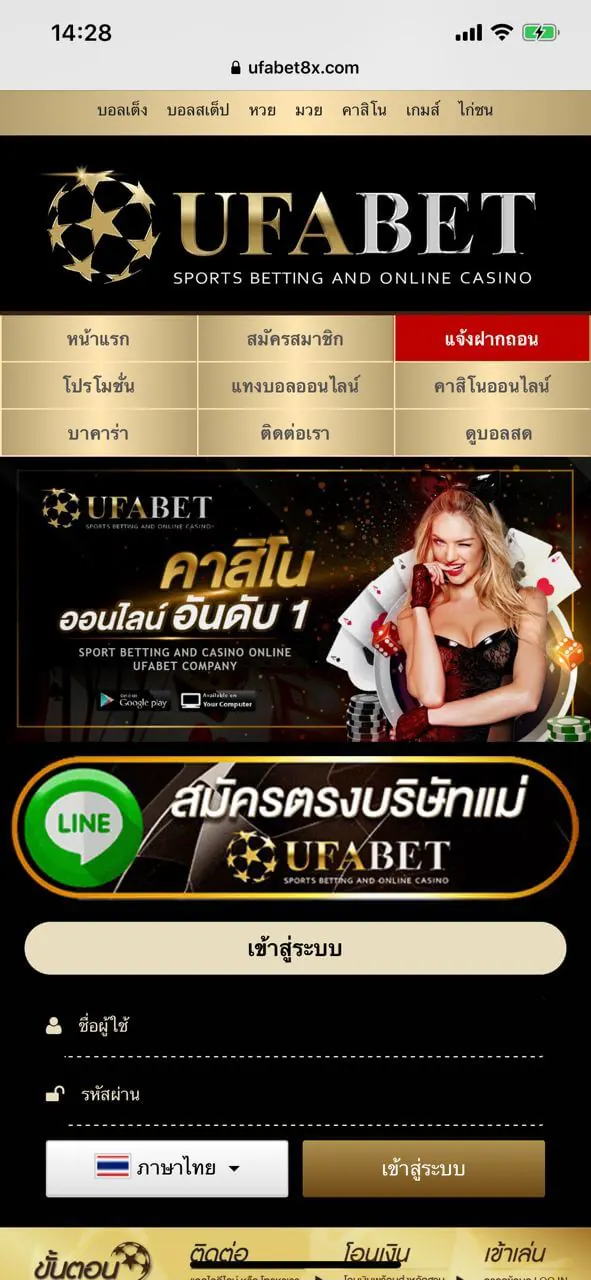 14:28
ufabet8x.com
บอลเต็ง บอลสเต็ป หวย มวย คาสิโน เกมส์ ไก่ชน
UFABET
SPORTS BETTING AND ONLINE CASINO
หน้าแรก สมัครสมาชิก แจ้งฝากถอน
โปรโมชั่น แทงบอลออนไลน์ คาสิโนออนไลน์
บาคาร่า ติดต่อเรา ดูบอลสด
UFABET
SPORTS BETTING AND ONLINE CASINO
คาสิโน
ออนไลน์ อันดับ 1
SPORT BETTING AND CASINO ONLINE
UFABET COMPANY
Google play
Available on
Your Computer
LINE
สมัครตรงบริษัทแม่
UFABET
SPORTS BETTING AND ONLINE CASINO
เข้าสู่ระบบ
ชื่อผู้ใช้
รหัสผ่าน
ภาษาไทย เข้าสู่ระบบ
ขั้นตอน ติดต่อ โอนเงิน เข้าเล่น